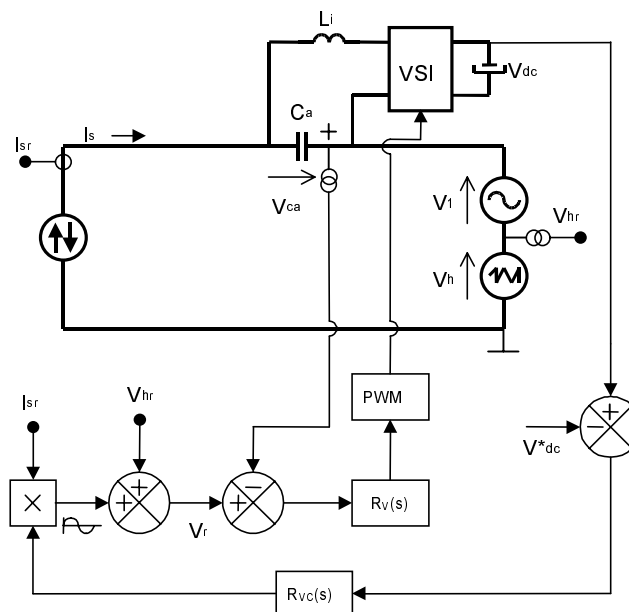 Li
VSI
Vdc
Ca
+
Is
Isr
Vca
V1
Vhr
Vh
PWM
Isr
Vhr
+
−
V*dc
+
+
−
+
×
Vr
RV(s)
RVC(s)